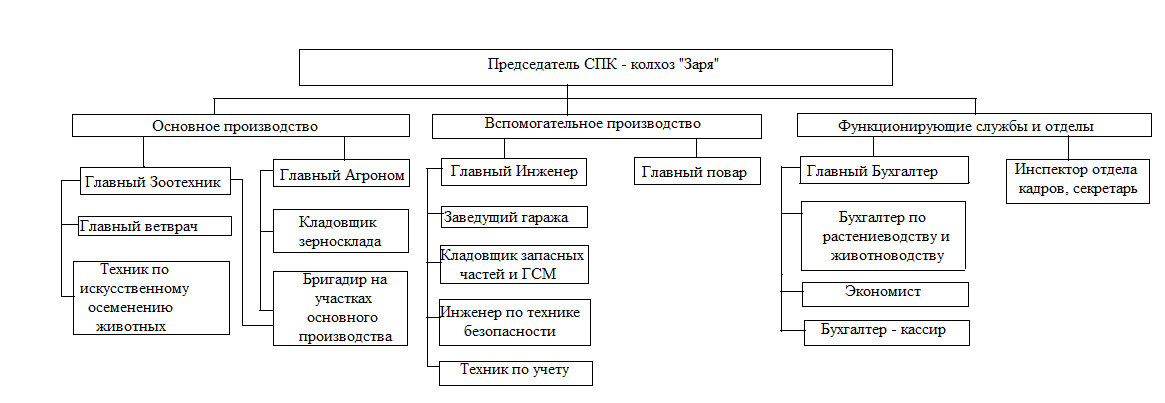 Председатель СПК - колхоз "Заря"
Основное производство
Вспомогательное производство
Функционирующие службы и отделы
Главный Зоотехник
Главный ветврач
Техник по
искусственному
осеменению
животных
Главный Агроном
Кладовщик
зерносклада
Бригадир на
участках
основного
производства
Главный Инженер
Заведущий гаража
Кладовщик запасных
частей и ГСМ
Инженер по технике
безопасности
Техник по учету
Главный повар
Главный Бухгалтер
Бухгалтер по
растениеводству и
животноводству
Экономист
Бухгалтер - кассир
Инспектор отдела
кадров, секретарь